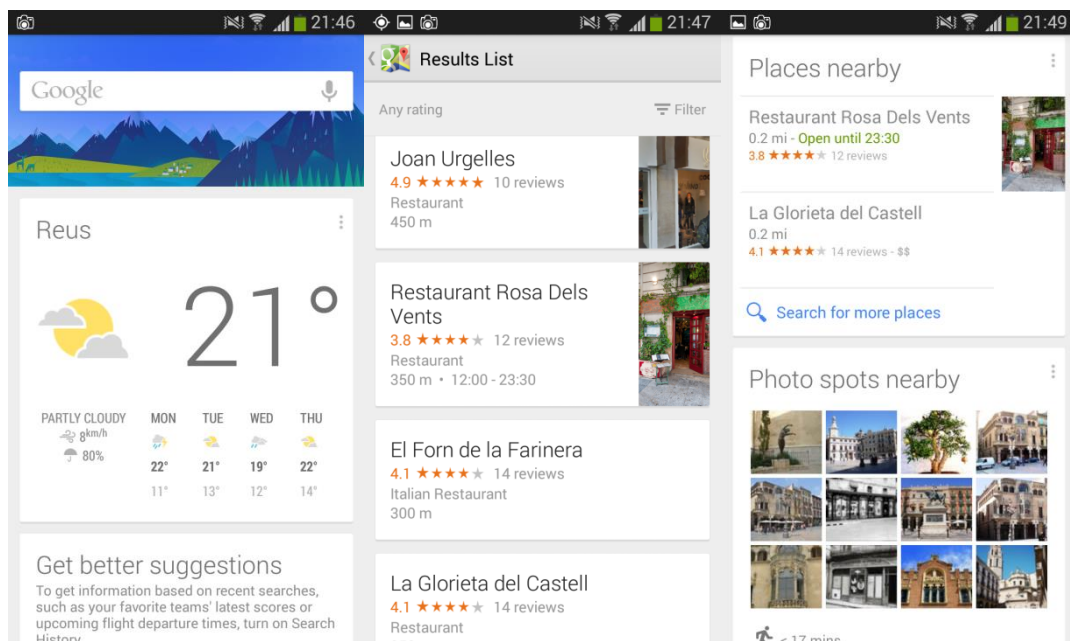 21:46
Google
Reus
21°
PARTLY CLOUDY
8km/h
80%
MON TUE WED THU
22° 21° 19° 22°
11° 13° 12° 14°
Get better suggestions
To get information based on recent searches,
such as your favorite teams' latest scores or
upcoming flight departure times, turn on Search
History
21:47
Results List
Any rating
Filter
Joan Urgelles
4.9 ★★★★★ 10 reviews
Restaurant
450 m
Restaurant Rosa Dels
Vents
3.8 ★★★★★ 12 reviews
Restaurant
350 m • 12:00 - 23:30
El Forn de la Farinera
4.1 ★★★★★ 14 reviews
Italian Restaurant
300 m
La Glorieta del Castell
4.1 ★★★★★ 14 reviews
Restaurant
21:49
Places nearby
Restaurant Rosa Dels Vents
0.2 mi - Open until 23:30
3.8 ★★★★★ 12 reviews
La Glorieta del Castell
0.2 mi
4.1 ★★★★★ 14 reviews - $$
Search for more places
Photo spots nearby
< 17 mins